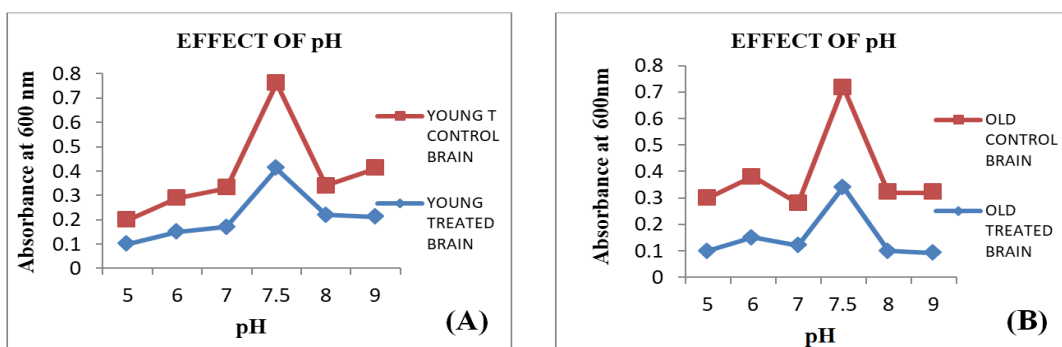 EFFECT OF pH
Absorbance at 600 nm
0.8
0.7
0.6
0.5
0.4
0.3
0.2
0.1
0
5 6 7 7.5 8 9
pH
YOUNG T
CONTROL
BRAIN
YOUNG
TREATED
BRAIN
(A)
EFFECT OF pH
Absorbance at 600nm
0.8
0.7
0.6
0.5
0.4
0.3
0.2
0.1
0
5 6 7 7.5 8 9
pH
OLD
CONTROL
BRAIN
OLD
TREATED
BRAIN
(B)